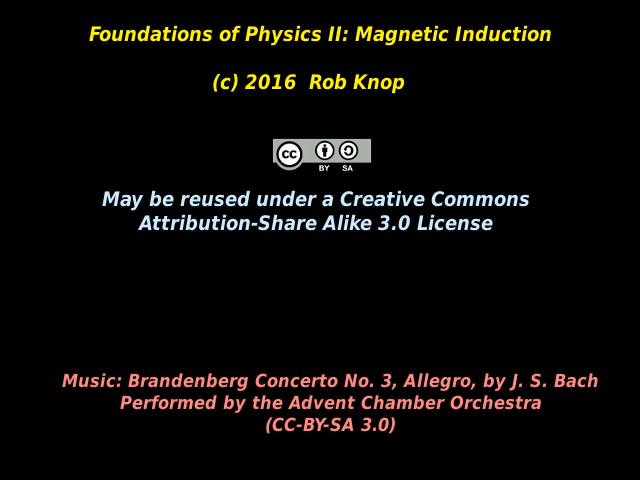 Foundations of Physics II: Magnetic Induction
(c) 2016 Rob Knop
cc BY SA
May be reused under a Creative Commons
Attribution-Share Alike 3.0 License
Music: Brandenberg Concerto No. 3, Allegro, by J. S. Bach
Performed by the Advent Chamber Orchestra
(CC-BY-SA 3.0)